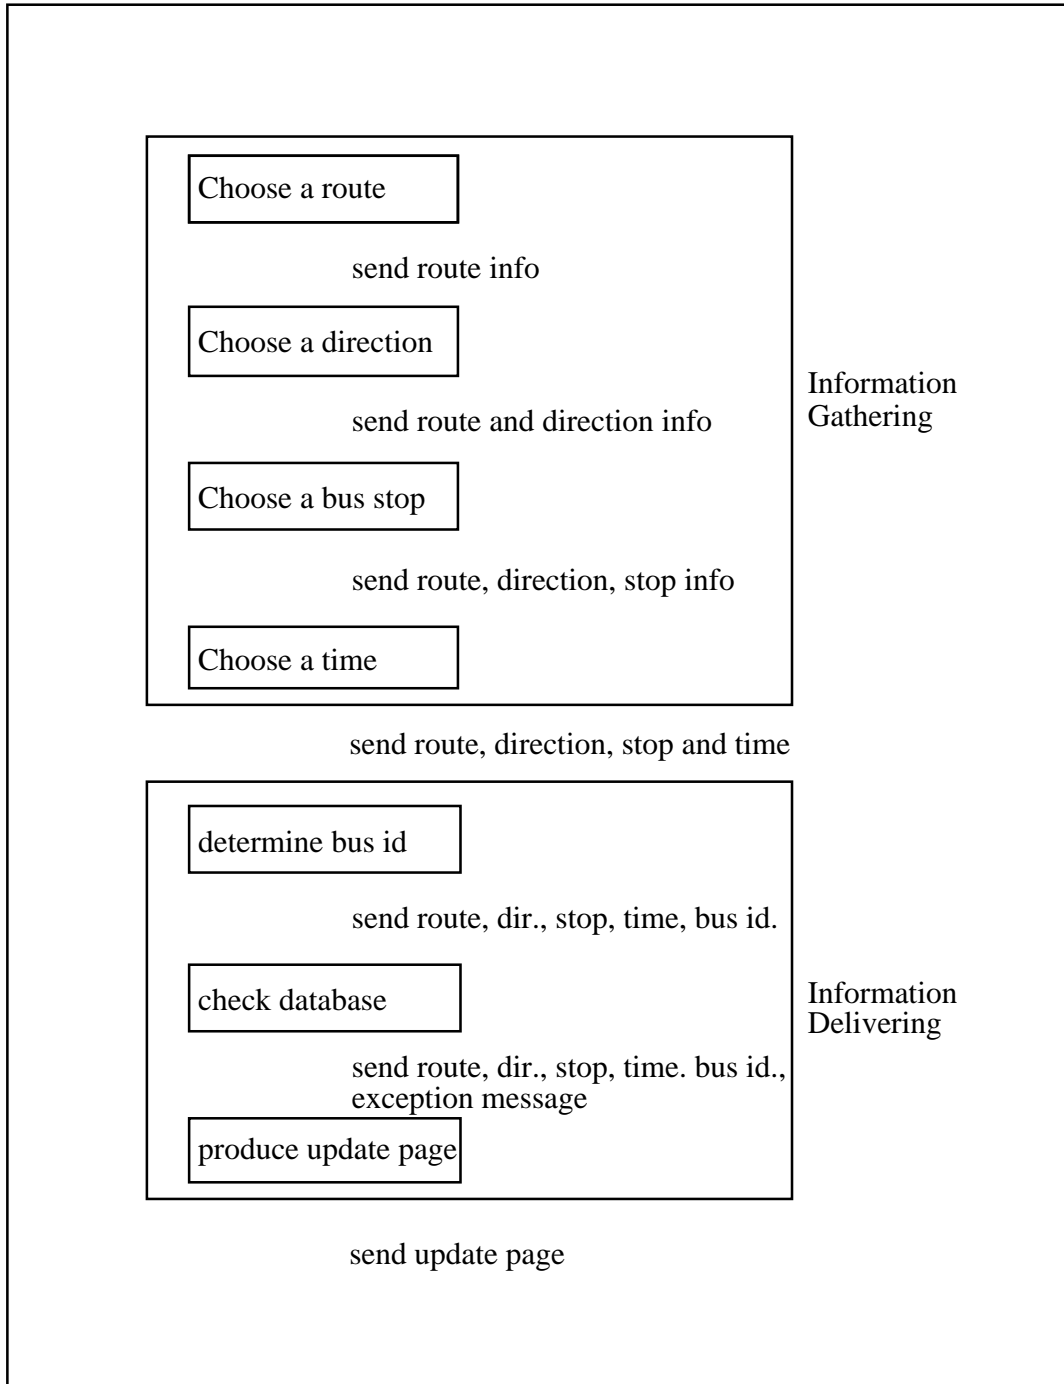 Choose a route
send route info
Choose a direction
send route and direction info
Choose a bus stop
send route, direction, stop info
Choose a time
Information
Gathering
send route, direction, stop and time
determine bus id
send route, dir., stop, time, bus id.
check database
send route, dir., stop, time. bus id.,
exception message
produce update page
Information
Delivering
send update page